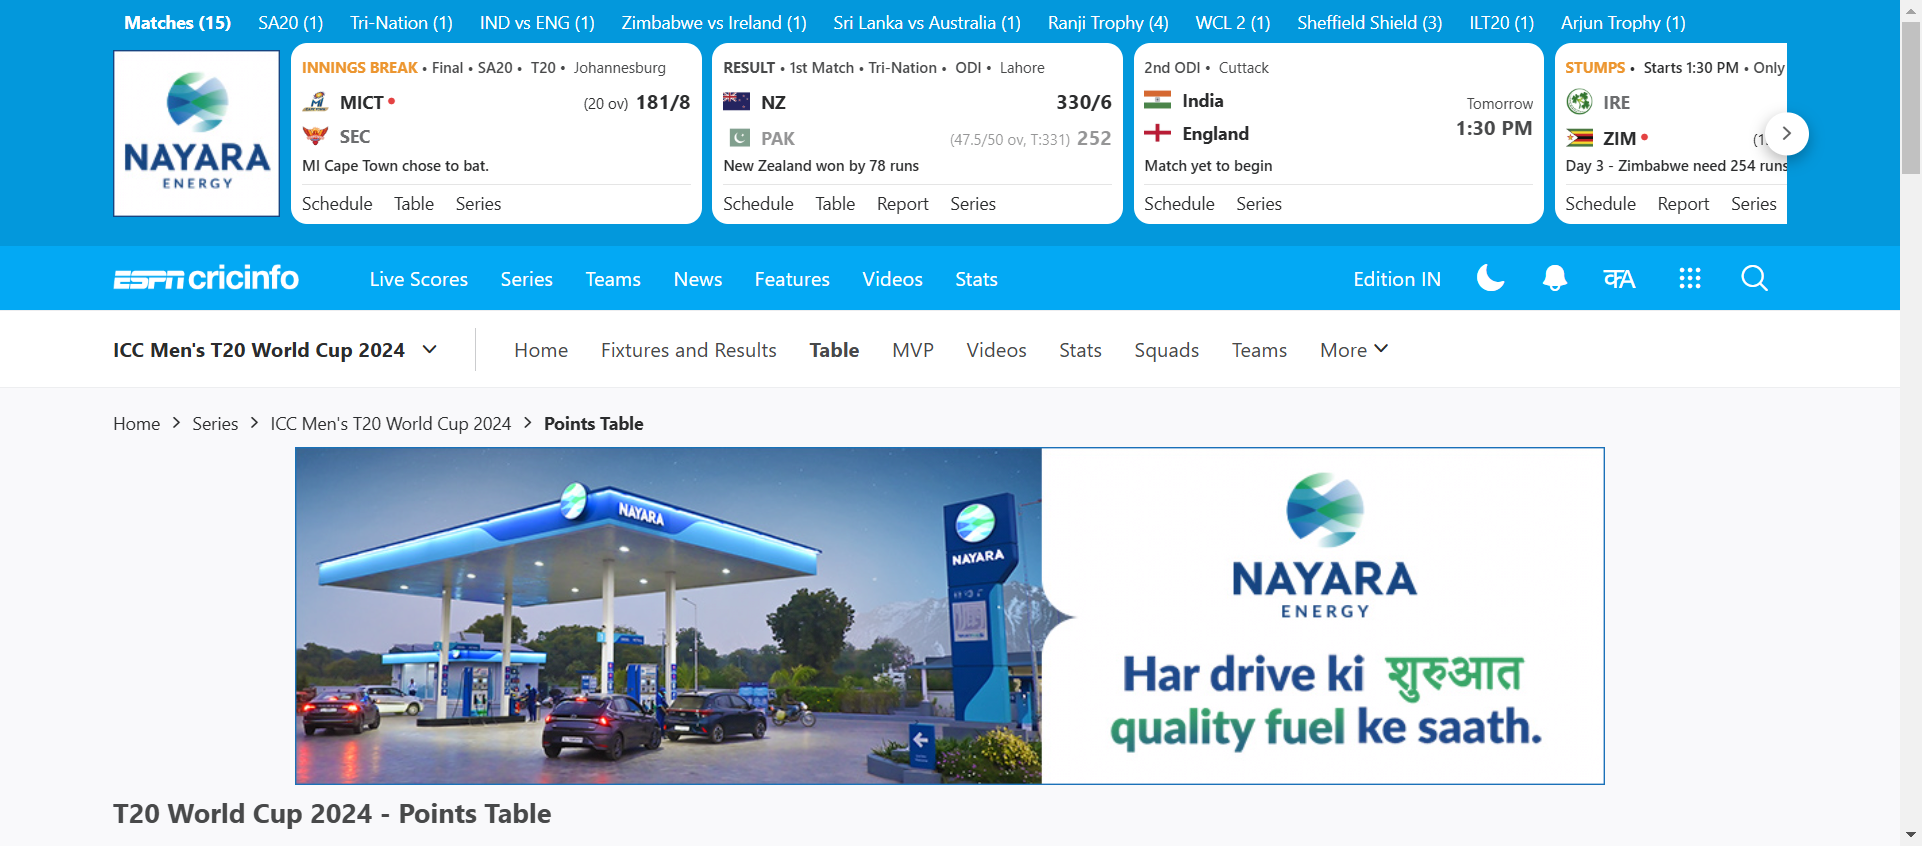 Matches (15) SA20 (1) Tri-Nation (1) IND vs ENG (1) Zimbabwe vs Ireland (1) Sri Lanka vs Australia (1) Ranji Trophy (4) WCL 2 (1) Sheffield Shield (3) ILT20 (1) Arjun Trophy (1)
NAYARA
ENERGY
INNINGS BREAK • Final • SA20 • T20 • Johannesburg
MICT (20 ov) 181/8
SEC
MI Cape Town chose to bat.
Schedule Table Series
RESULT • 1st Match • Tri-Nation • ODI • Lahore
NZ 330/6
PAK (47.5/50 ov, T:331) 252
New Zealand won by 78 runs
Schedule Table Report Series
2nd ODI • Cuttack
India
England
Tomorrow
1:30 PM
Match yet to begin
Schedule Series
STUMPS • Starts 1:30 PM • Only
IRE
ZIM
Day 3 - Zimbabwe need 254 runs
Schedule Report Series
ESPN cricinfo Live Scores Series Teams News Features Videos Stats Edition IN क A
ICC Men's T20 World Cup 2024 Home Fixtures and Results Table MVP Videos Stats Squads Teams More
Home > Series > ICC Men's T20 World Cup 2024 > Points Table
NAYARA
NAYARA
NAYARA
ENERGY
Har drive ki शुरुआत
quality fuel ke saath.
T20 World Cup 2024 - Points Table